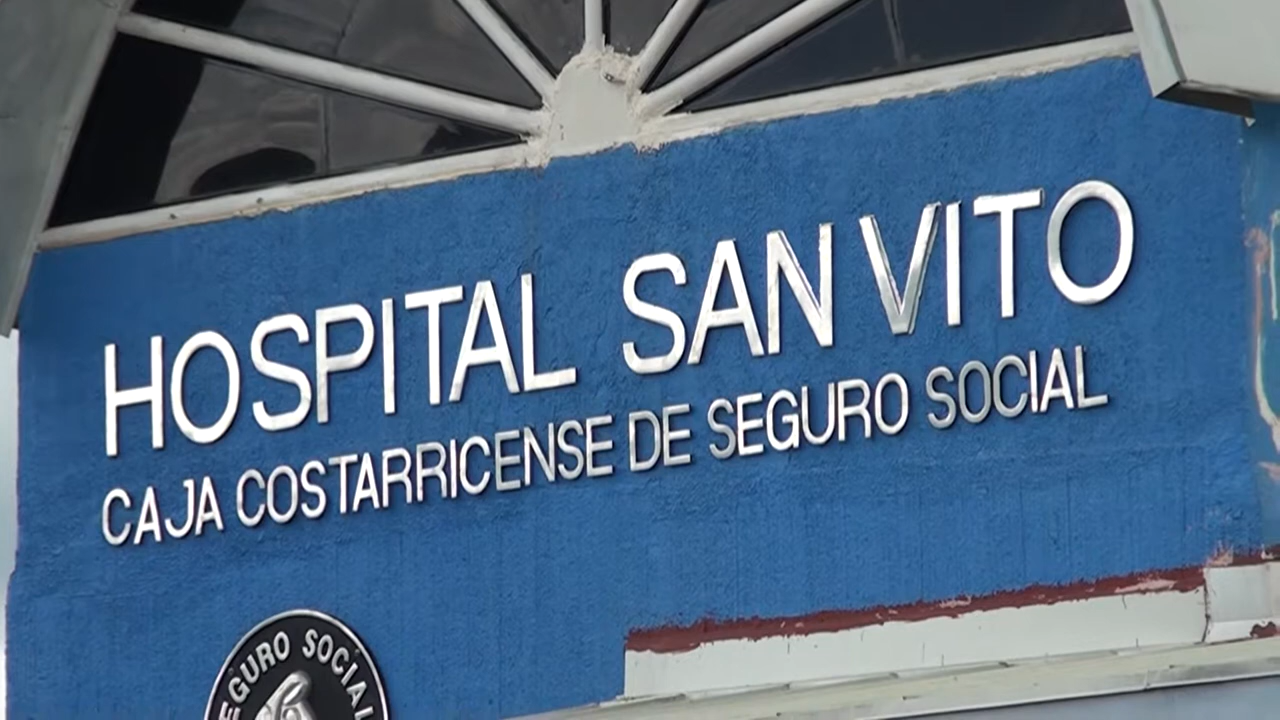 HOSPITAL SAN VITO
CAJA COSTARRICENSE DE SEGURO SOCIAL
SEGURO SOCIAL